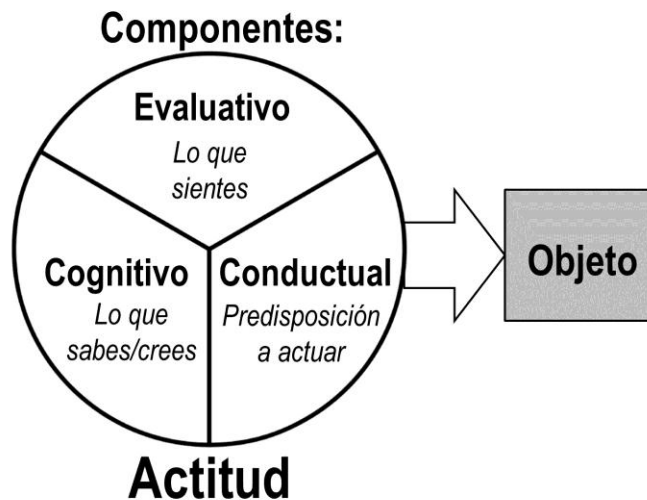 Componentes:
Evaluativo
Lo que
sientes
Cognitivo
Lo que
sabes/crees
Conductual
Predisposición
a actuar
Objeto
Actitud